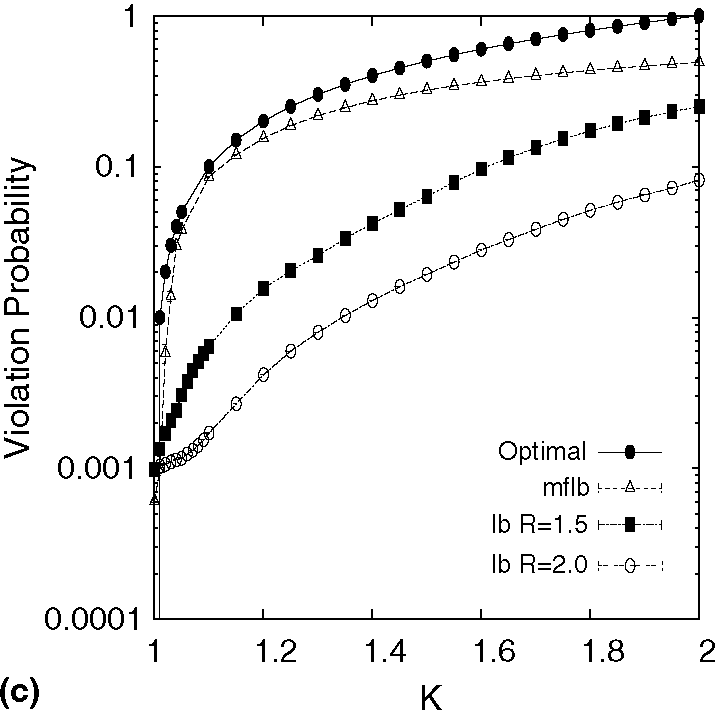 1
0.1
0.01
0.001
0.0001
Violation Probability
Optimal
mflb
lb R=1.5
lb R=2.0
1 1.2 1.4 1.6 1.8 2
K
(c)